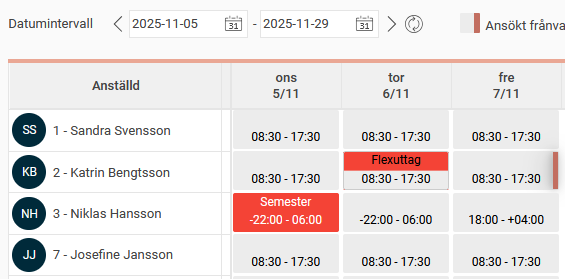 Datumintervall 2025-11-05 31 - 2025-11-29 31 Ansökt frånva
Anställd ons 5/11 tor 6/11 fre 7/11
SS 1 - Sandra Svensson 08:30 - 17:30 08:30 - 17:30 08:30 - 17:30
Flexuttag
KB 2 - Katrin Bengtsson 08:30 - 17:30 08:30 - 17:30 08:30 - 17:30
Semester
NH 3 - Niklas Hansson -22:00 - 06:00 -22:00 - 06:00 18:00 - +04:00
JJ 7 - Josefine Jansson 08:30 - 17:30 08:30 - 17:30 08:30 - 17:30